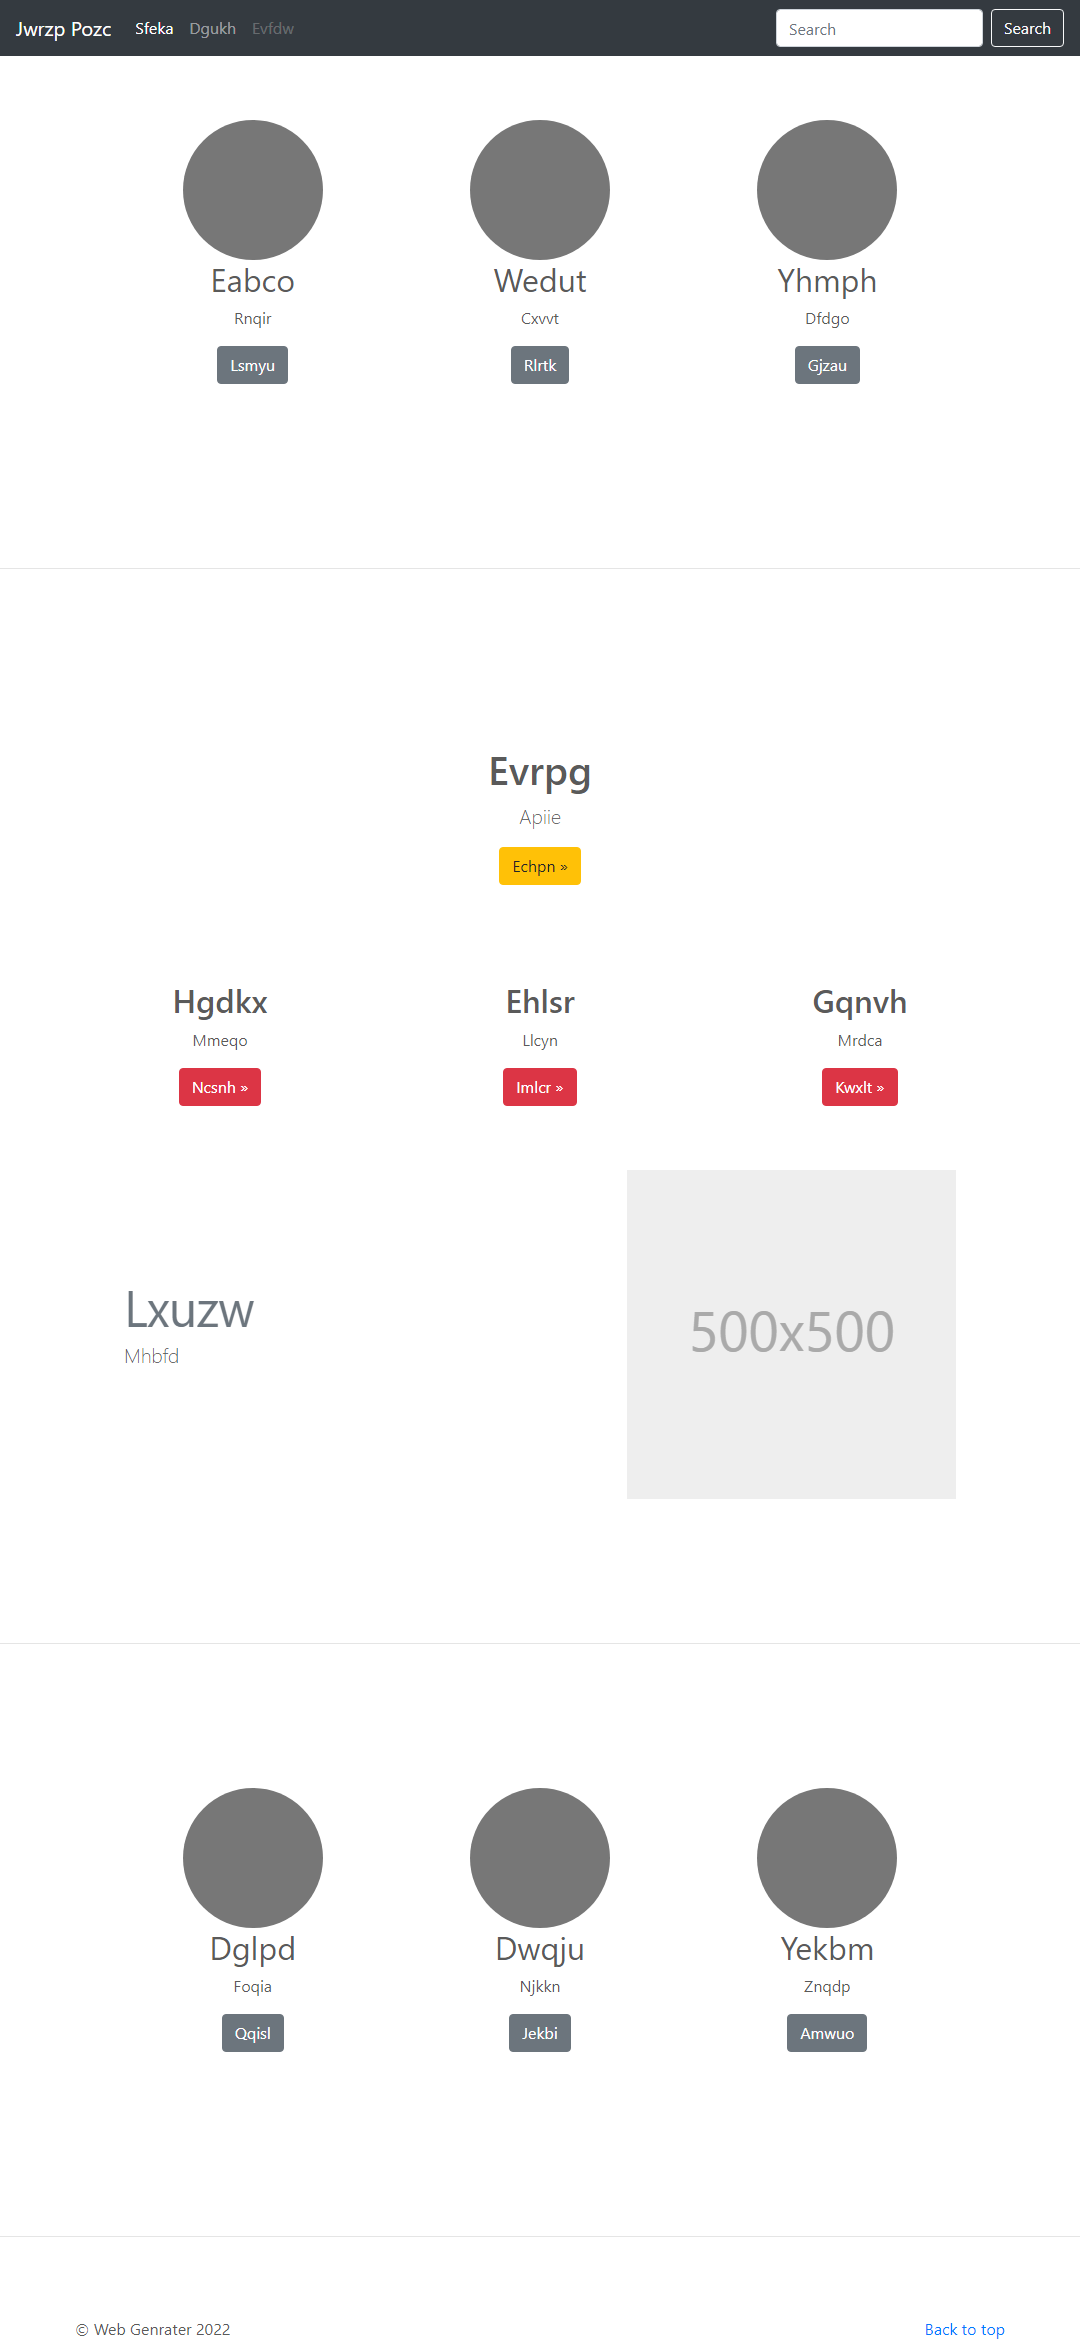 Jwrzp Pozc Sfeka Dgukh Evfdw Search Search
Eabco Wedut Yhmph
Rnqir Cxvvt Dfdgo
Lsmyu Rlrtk Gjzau
Evrpg
Apiie
Echpn »
Hgdkx Ehlsr Gqnvh
Mmeqo Llcyn Mrdca
Ncsnh » Imlcr » Kwxlt »
Lxuzw
Mhbfd
500x500
Dglpd Dwqju Yekbm
Foqia Njkkn Znqdp
Qqisl Jekbi Amwuo
© Web Genrater 2022 Back to top